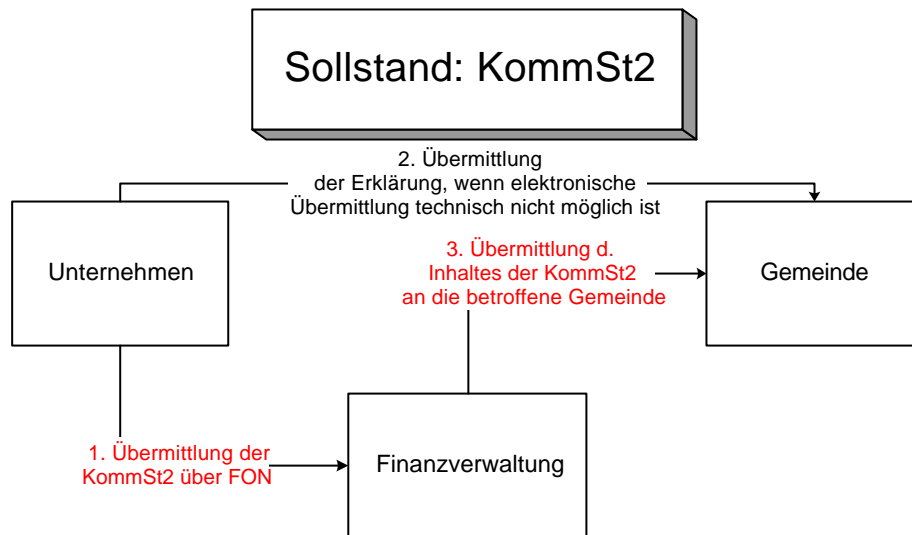 Sollstand: KommSt2
2. Übermittlung
der Erklärung, wenn elektronische
Übermittlung technisch nicht möglich ist
Unternehmen
3. Übermittlung d.
Inhaltes der KommSt2
an die betroffene Gemeinde
Gemeinde
1. Übermittlung der
KommSt2 über FON
Finanzverwaltung